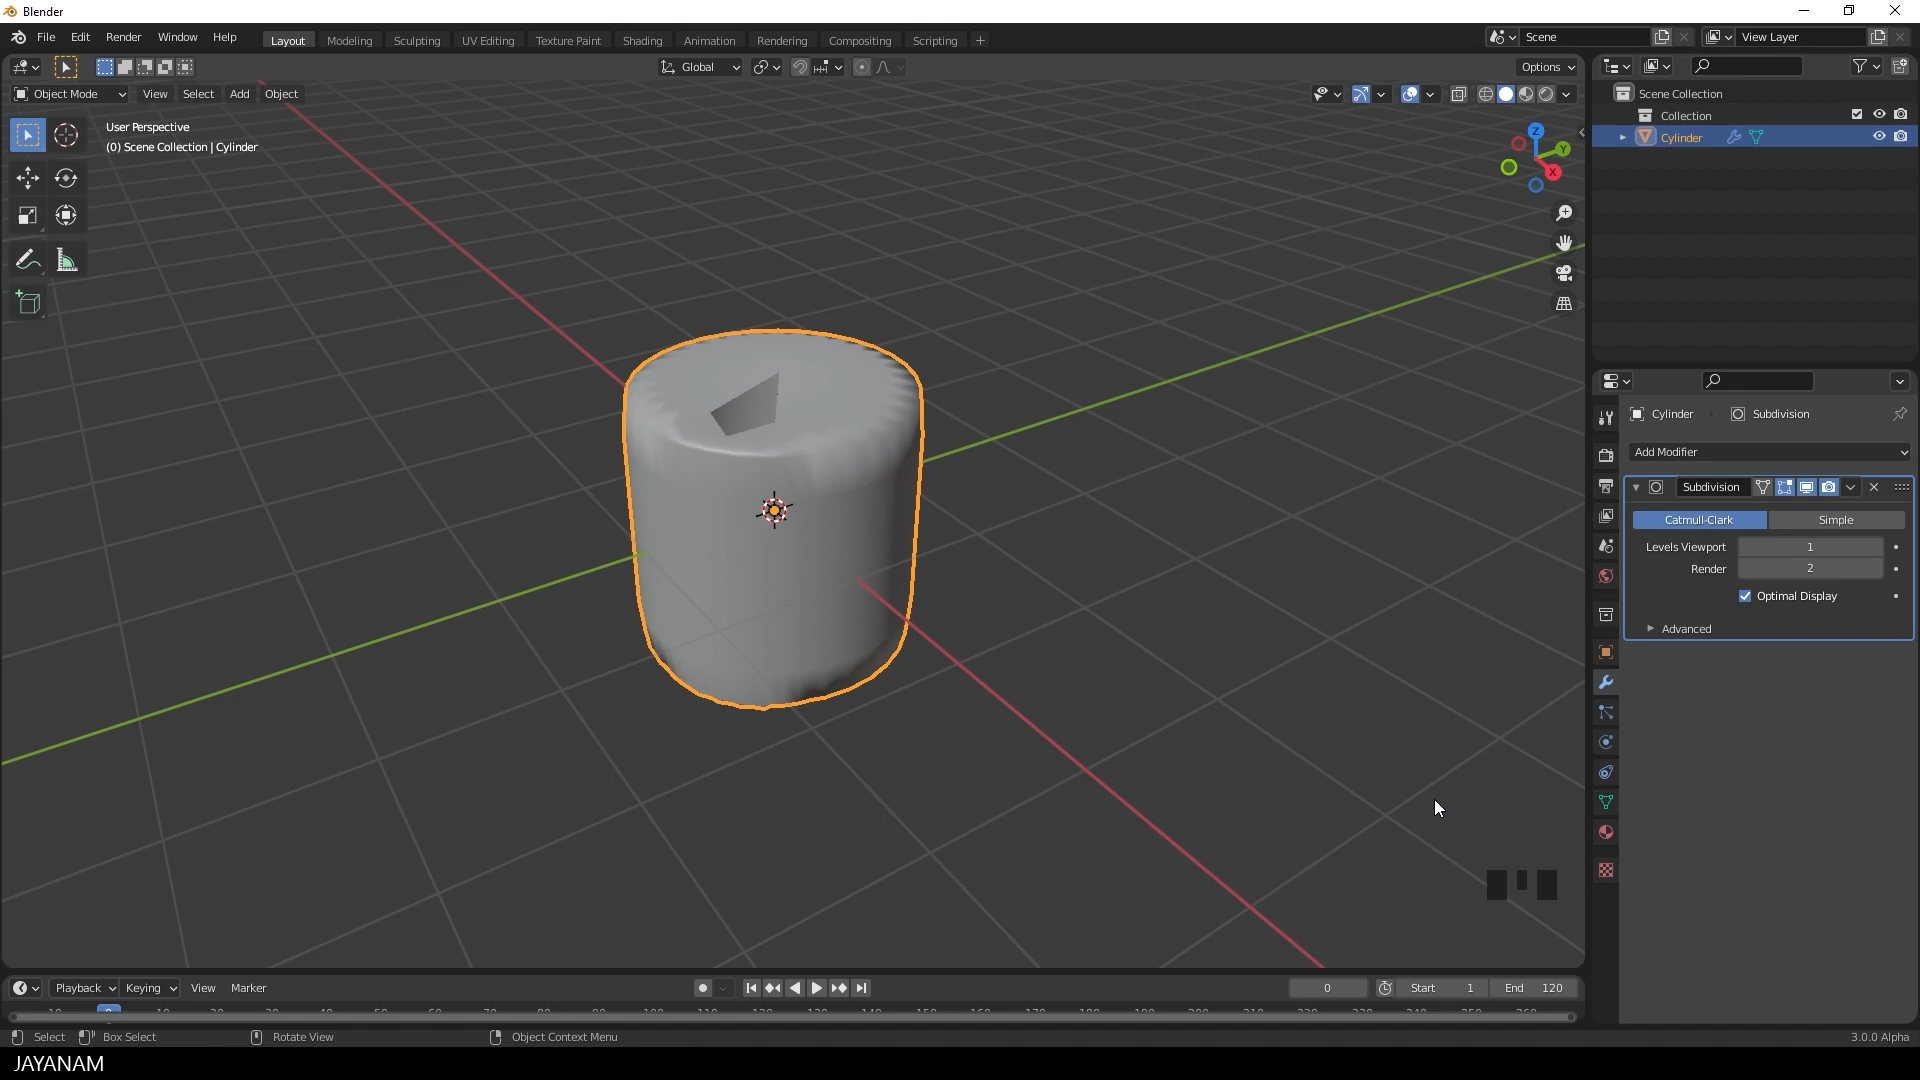 Blender
File Edit Render Window Help Layout Modeling Sculpting UV Editing Texture Paint Shading Animation Rendering Compositing Scripting + Scene View Layer
Global Options
Object Mode View Select Add Object
User Perspective
(0) Scene Collection | Cylinder
Z
Y
X
Scene Collection
Collection
Cylinder
Cylinder Subdivision
Add Modifier
Subdivision
Catmull-Clark Simple
Levels Viewport 1
Render 2
Optimal Display
Advanced
Playback Keying View Marker 0 Start 1 End 120
Select Box Select Rotate View Object Context Menu 3.0.0 Alpha
JAYANAM